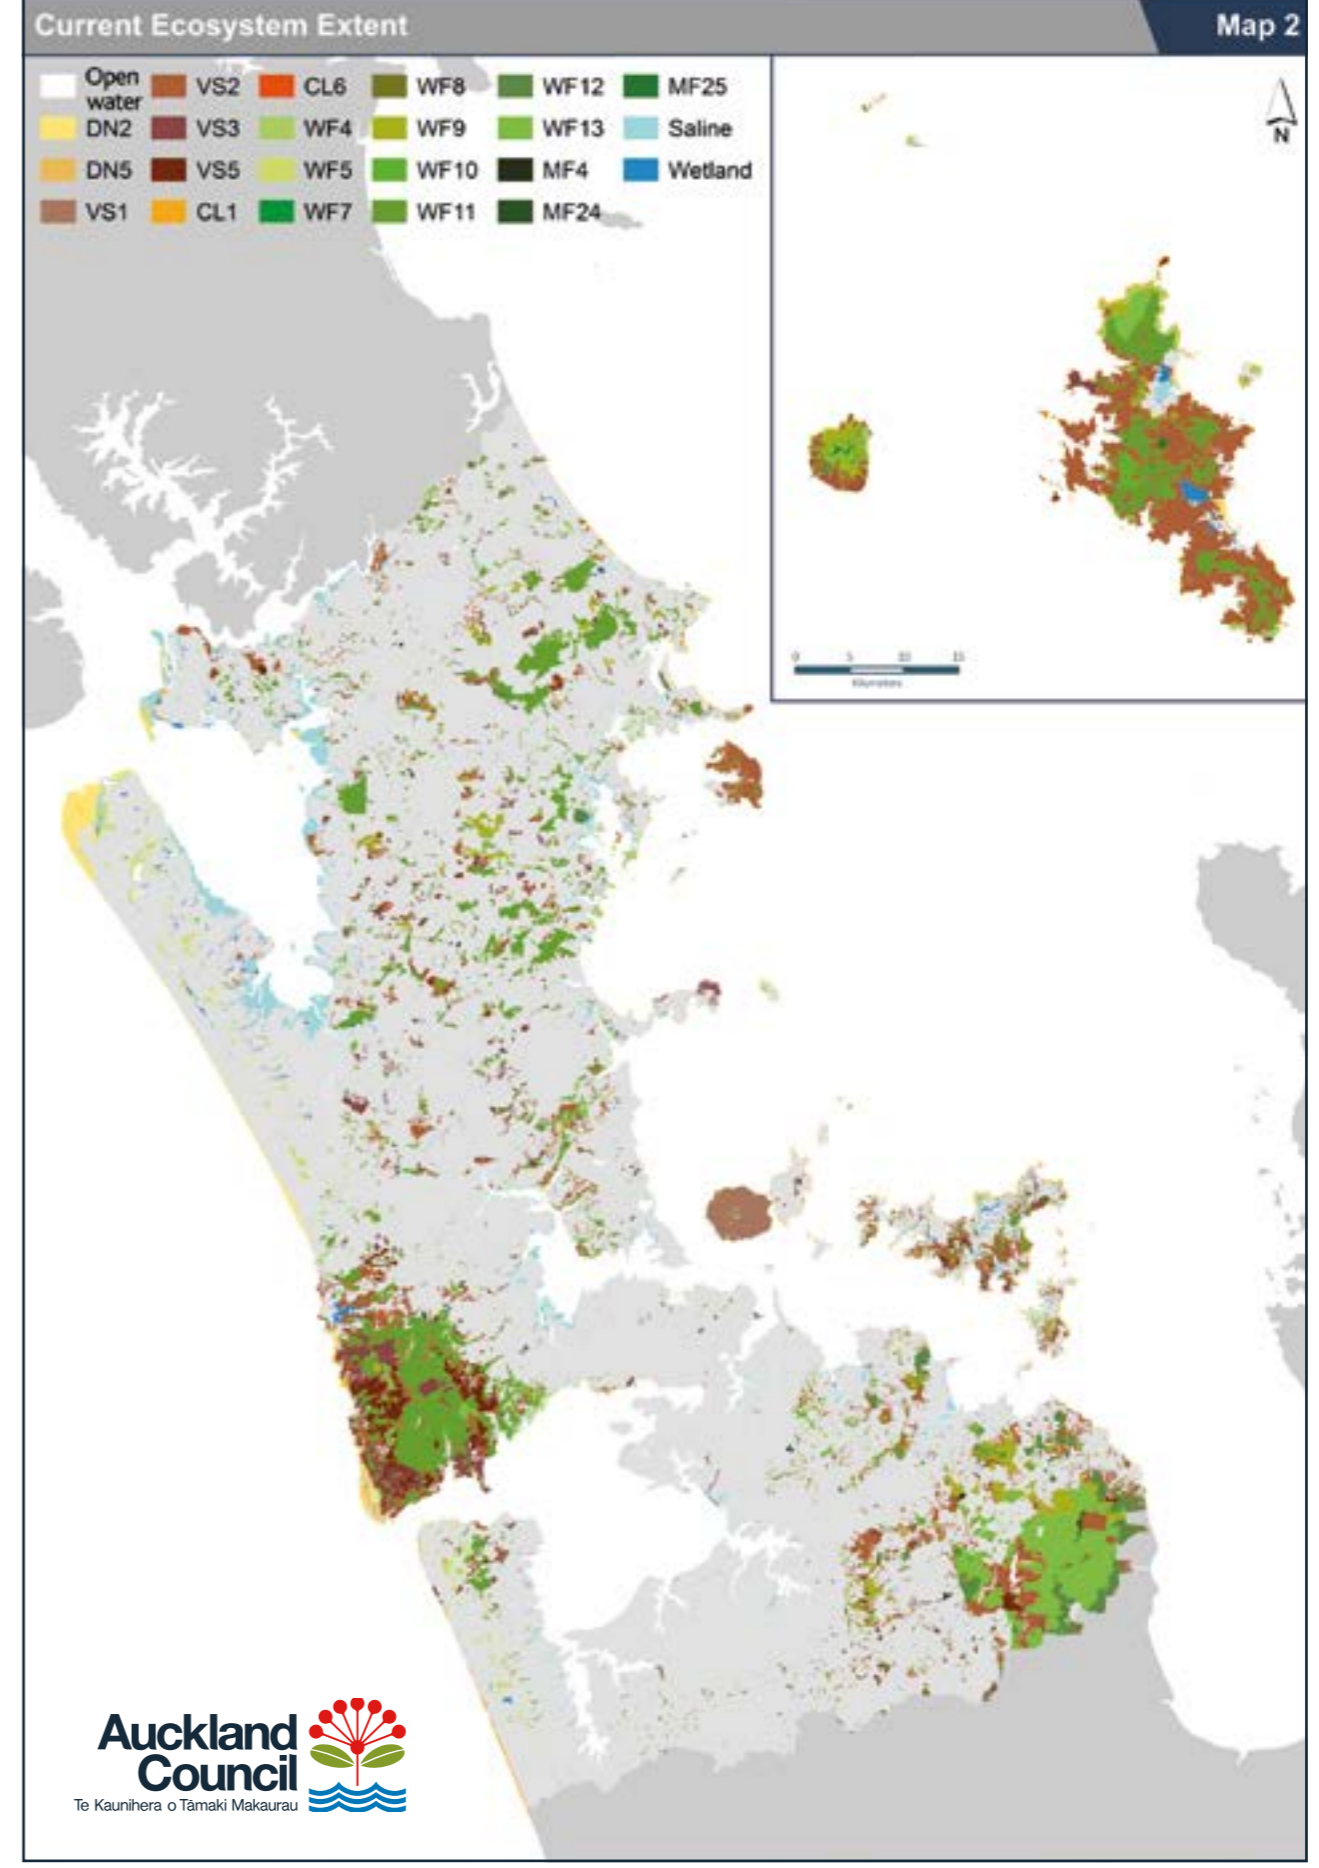 Current Ecosystem Extent Map 2
Open water VS2 CL6 WF8 WF12 MF25
DN2 VS3 WF4 WF9 WF13 Saline
DN5 VS5 WF5 WF10 MF4 Wetland
VS1 CL1 WF7 WF11 MF24
N
0 5 10 15
Kilometers
Auckland
Council
Te Kaunihera o Tāmaki Makaurau